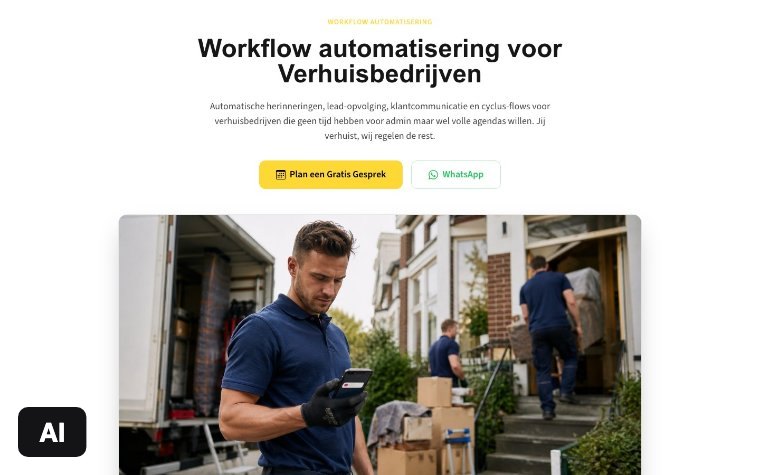 WORKFLOW AUTOMATISERING
Workflow automatisering voor
Verhuisbedrijven
Automatische herinneringen, lead-opvolging, klantcommunicatie en cyclus-flows voor
verhuisbedrijven die geen tijd hebben voor admin maar wel volle agendas willen. Jij
verhuist, wij regelen de rest.
Plan een Gratis Gesprek
WhatsApp
AI